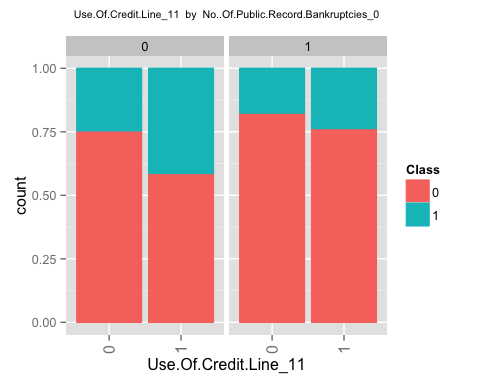 Use.Of.Credit.Line_11 by No..Of.Public.Record.Bankruptcies_0
0 1
1.00
0.75
0.50
0.25
0.00
count
Class
0
1
0 1 0 1
Use.Of.Credit.Line_11